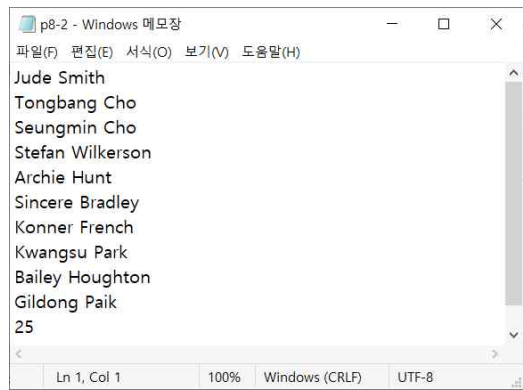 p8-2 - Windows 메모장
파일(F) 편집(E) 서식(O) 보기(V) 도움말(H)
Jude Smith
Tongbang Cho
Seungmin Cho
Stefan Wilkerson
Archie Hunt
Sincere Bradley
Konner French
Kwangsu Park
Bailey Houghton
Gildong Paik
25
Ln 1, Col 1 100% Windows (CRLF) UTF-8